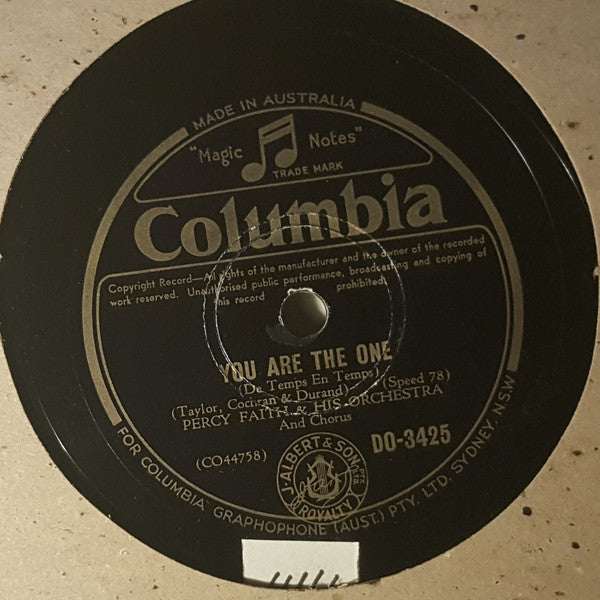 MADE IN AUSTRALIA
"Magic Notes"
TRADE MARK
Columbia
Copyright Record—All rights of the manufacturer and the owner of the recorded
work reserved. Unauthorised public performance, broadcasting and copying of
this record prohibited.
YOU ARE THE ONE
(De Temps En Temps)
(Taylor, Cochran & Durand) (Speed 78)
PERCY FAITH & HIS ORCHESTRA
And Chorus
(CO44758)
DO-3425
J. ALBERT & SON PTY. LTD.
ROYALTY
FOR COLUMBIA GRAPHOPHONE (AUST.) PTY. LTD. SYDNEY. N.S.W.